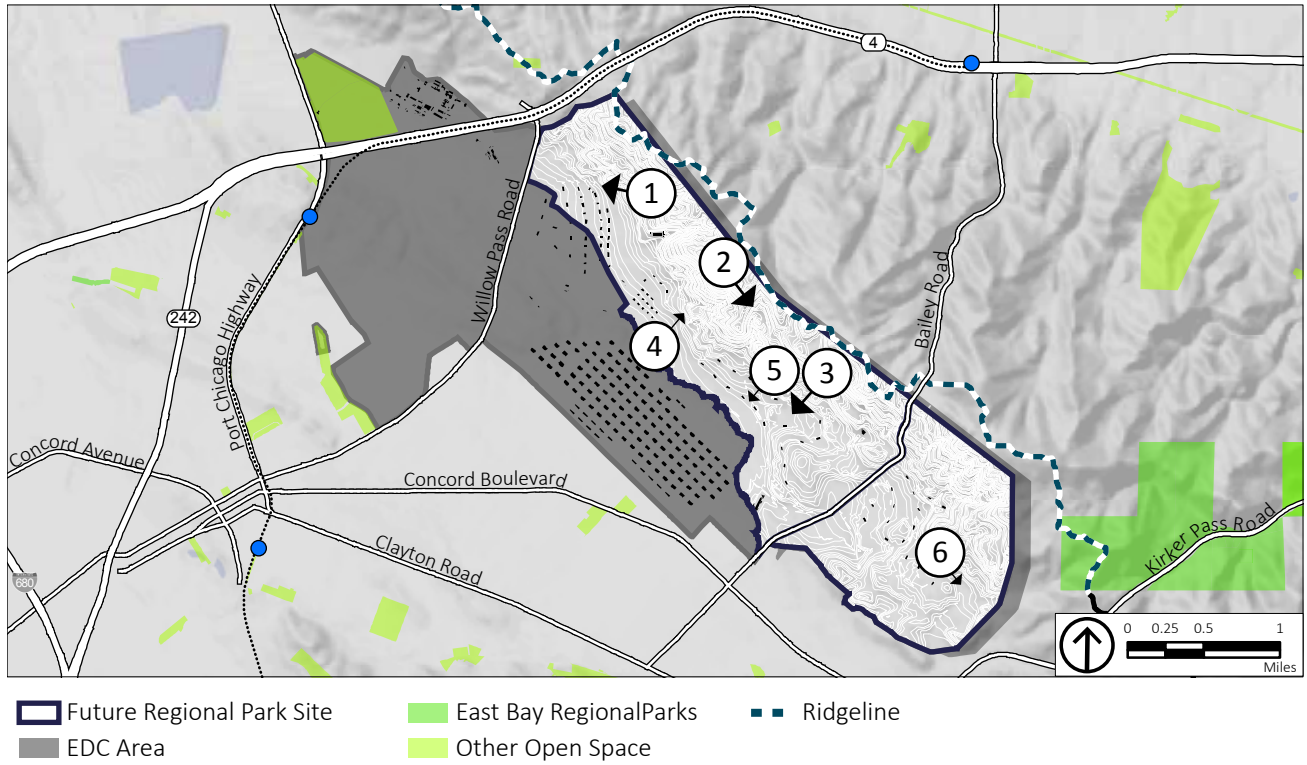 4
1
Willow Pass Road
2
Bailey Road
242
Port Chicago Highway
4
5
3
Concord Avenue
Concord Boulevard
Kirker Pass Road
6
Clayton Road
680
0 0.25 0.5 1
Miles
Future Regional Park Site
East Bay RegionalParks
Ridgeline
EDC Area
Other Open Space